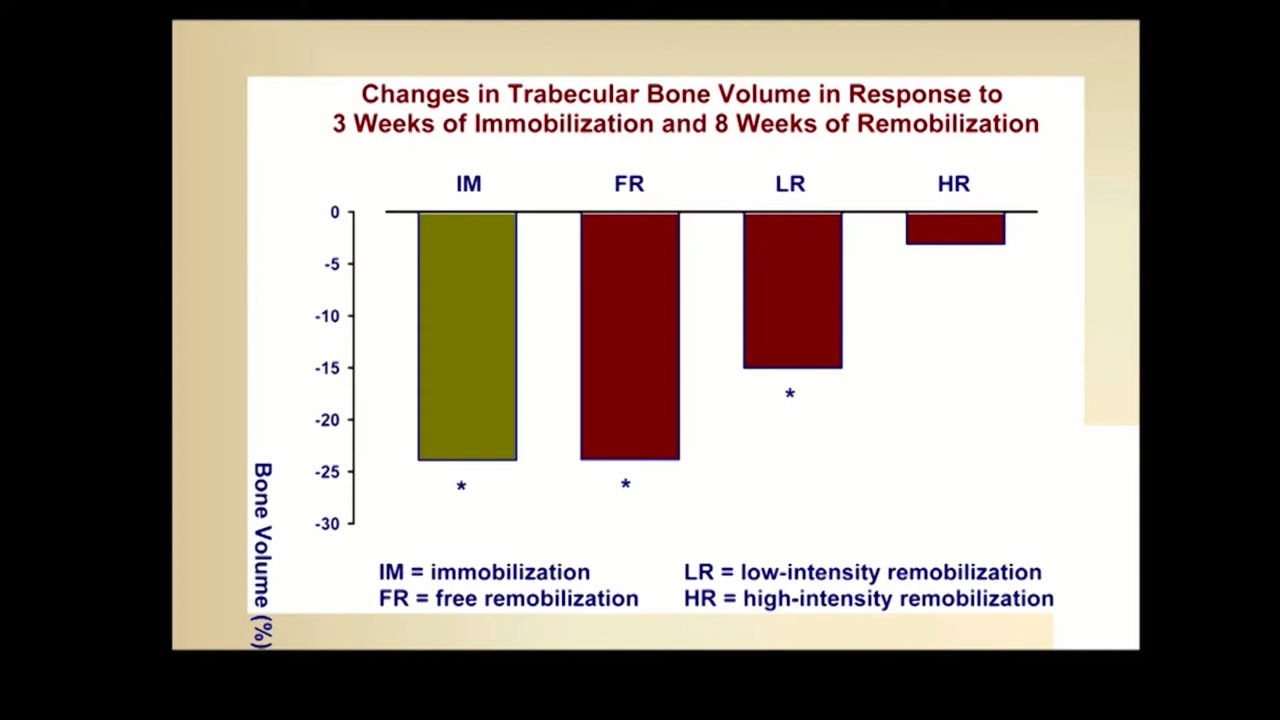 Changes in Trabecular Bone Volume in Response to
3 Weeks of Immobilization and 8 Weeks of Remobilization
IM FR LR HR
0
-5
-10
-15
-20
-25
-30
* * *
Bone Volume (%)
IM = immobilization LR = low-intensity remobilization
FR = free remobilization HR = high-intensity remobilization